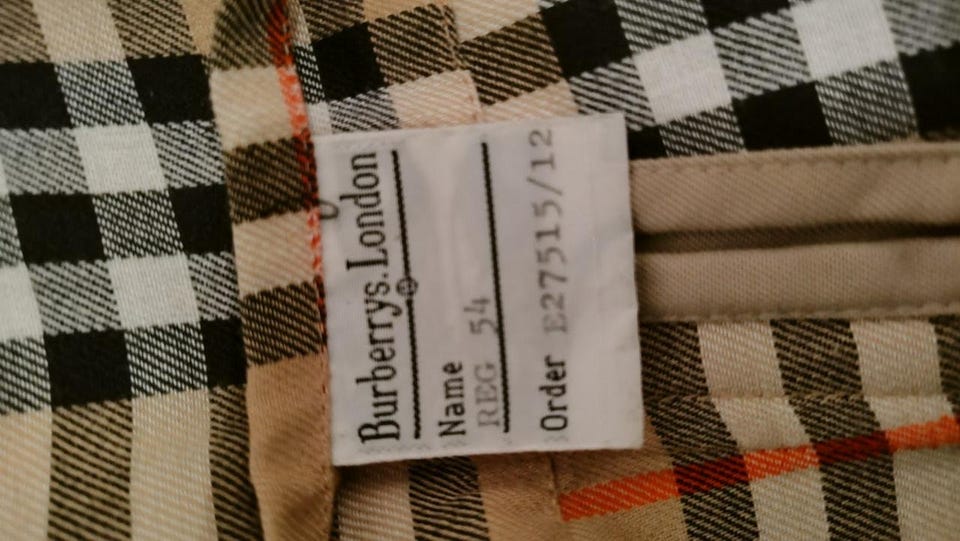 Burberrys. London
Name
REG 54
Order E27515/12